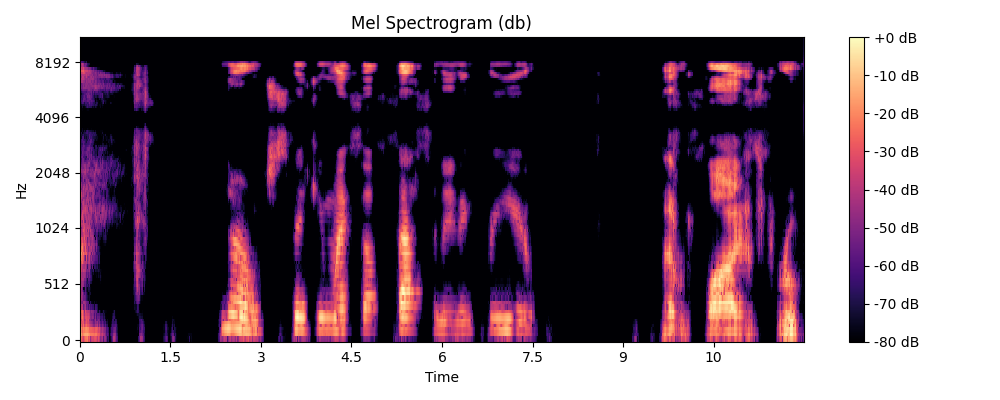 Mel Spectrogram (db)
Hz
8192
4096
2048
1024
512
0
0 1.5 3 4.5 6 7.5 9 10
Time
+0 dB
-10 dB
-20 dB
-30 dB
-40 dB
-50 dB
-60 dB
-70 dB
-80 dB